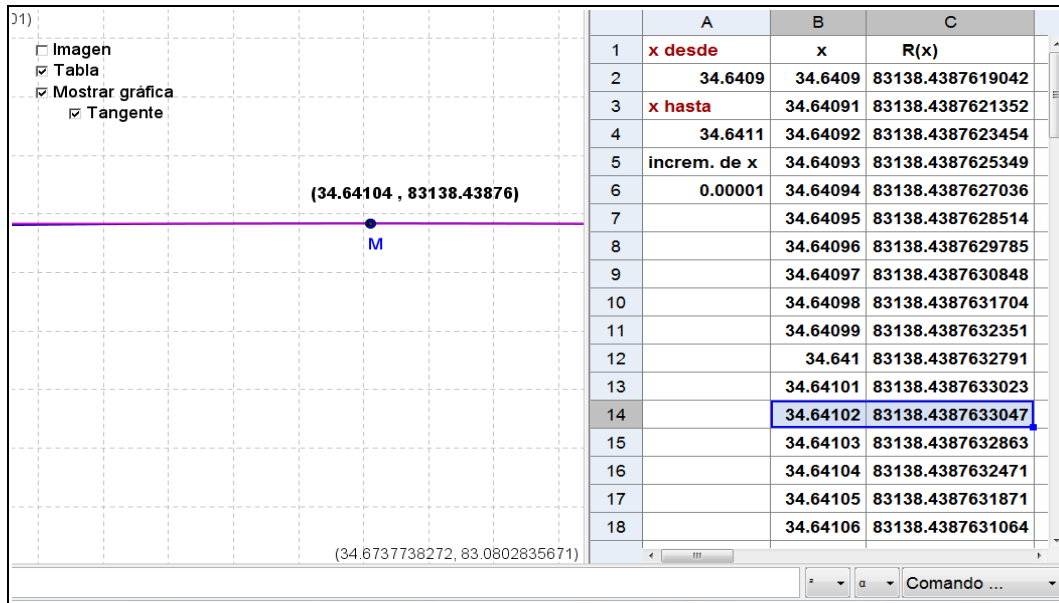 01)
Imagen
Tabla
Mostrar gráfica
Tangente
(34.64104 , 83138.43876)
M
(34.6737738272, 83.0802835671)
A B C
1 x desde x R(x)
2 34.6409 34.6409 83138.4387619042
3 x hasta 34.64091 83138.4387621352
4 34.6411 34.64092 83138.4387623454
5 increm. de x 34.64093 83138.4387625349
6 0.00001 34.64094 83138.4387627036
7 34.64095 83138.4387628514
8 34.64096 83138.4387629785
9 34.64097 83138.4387630848
10 34.64098 83138.4387631704
11 34.64099 83138.4387632351
12 34.641 83138.4387632791
13 34.64101 83138.4387633023
14 34.64102 83138.4387633047
15 34.64103 83138.4387632863
16 34.64104 83138.4387632471
17 34.64105 83138.4387631871
18 34.64106 83138.4387631064
² α Comando ...